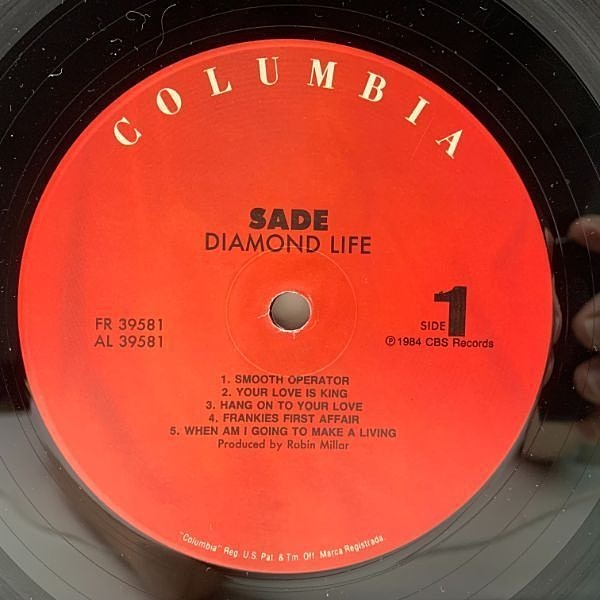 COLUMBIA
SADE
DIAMOND LIFE
FR 39581
AL 39581
SIDE 1
℗ 1984 CBS Records
1. SMOOTH OPERATOR
2. YOUR LOVE IS KING
3. HANG ON TO YOUR LOVE
4. FRANKIES FIRST AFFAIR
5. WHEN AM I GOING TO MAKE A LIVING
Produced by Robin Millar
"Columbia" Reg. U.S. Pat. & Tm. Off. Marca Registrada.